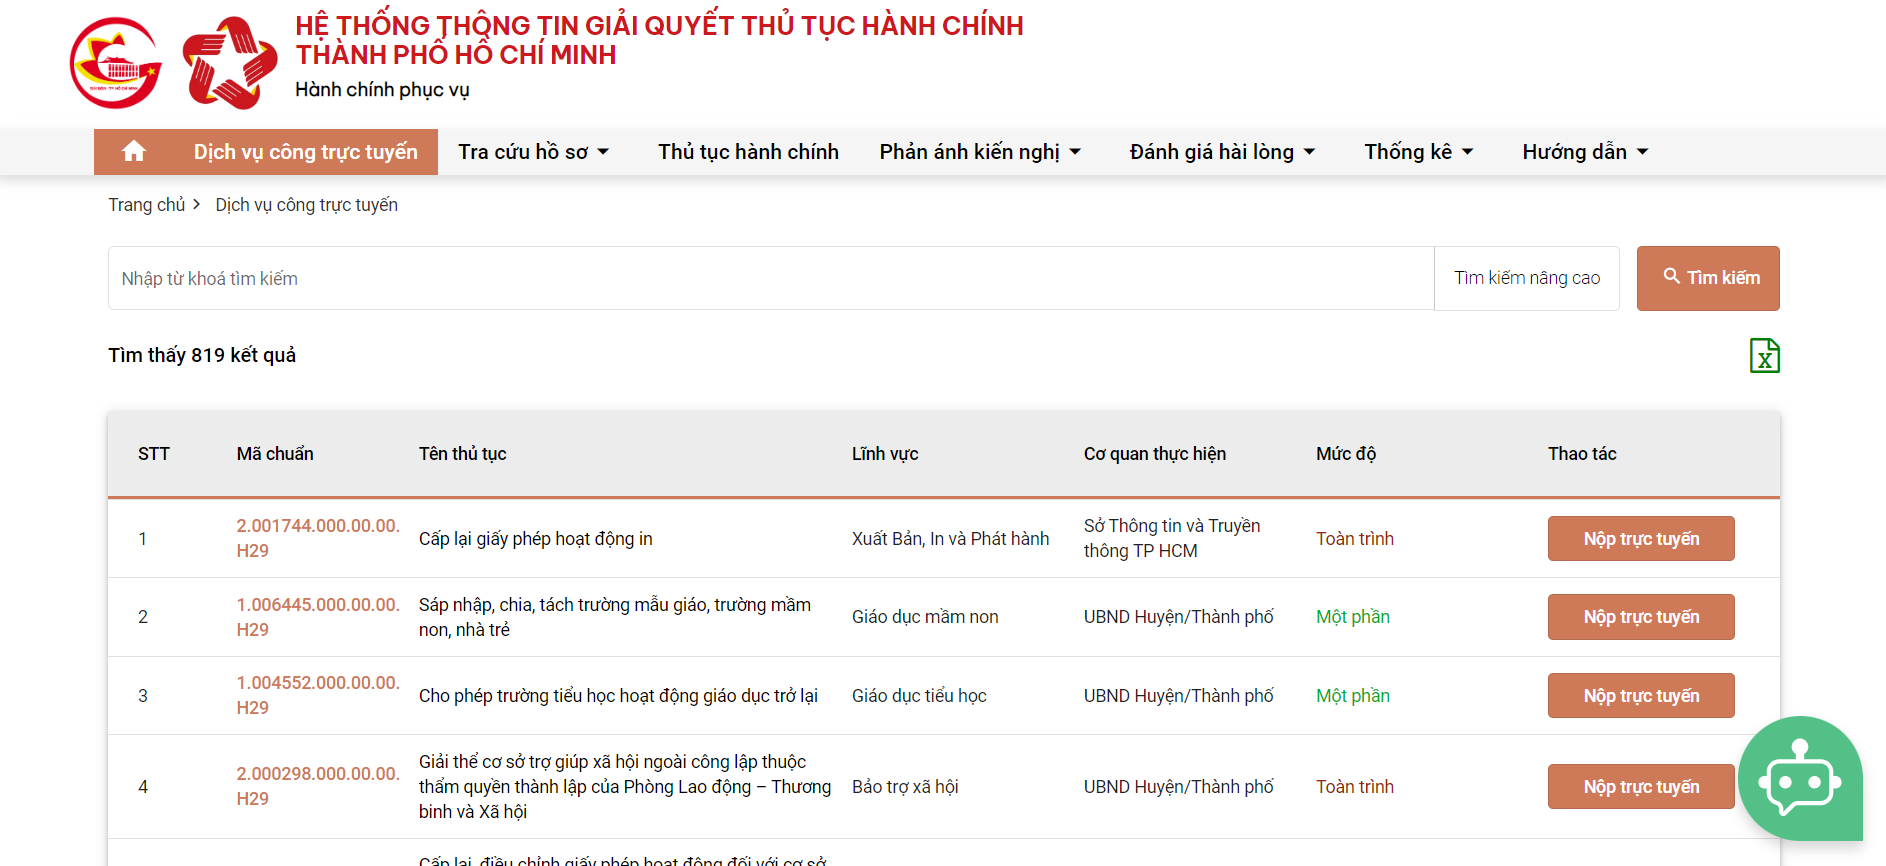 HỆ THỐNG THÔNG TIN GIẢI QUYẾT THỦ TỤC HÀNH CHÍNH
THÀNH PHỐ HỒ CHÍ MINH
Hành chính phục vụ
Dịch vụ công trực tuyến
Tra cứu hồ sơ
Thủ tục hành chính
Phản ánh kiến nghị
Đánh giá hài lòng
Thống kê
Hướng dẫn
Trang chủ
Dịch vụ công trực tuyến
Nhập từ khoá tìm kiếm
Tìm kiếm nâng cao
Tìm kiếm
Tìm thấy 819 kết quả
STT
Mã chuẩn
Tên thủ tục
Lĩnh vực
Cơ quan thực hiện
Mức độ
Thao tác
1
2.001744.000.00.00.
H29
Cấp lại giấy phép hoạt động in
Xuất Bản, In và Phát hành
Sở Thông tin và Truyền
thông TP HCM
Toàn trình
Nộp trực tuyến
2
1.006445.000.00.00.
H29
Sáp nhập, chia, tách trường mẫu giáo, trường mầm
non, nhà trẻ
Giáo dục mầm non
UBND Huyện/Thành phố
Một phần
Nộp trực tuyến
3
1.004552.000.00.00.
H29
Cho phép trường tiểu học hoạt động giáo dục trở lại
Giáo dục tiểu học
UBND Huyện/Thành phố
Một phần
Nộp trực tuyến
4
2.000298.000.00.00.
H29
Giải thể cơ sở trợ giúp xã hội ngoài công lập thuộc
thẩm quyền thành lập của Phòng Lao động – Thương
binh và Xã hội
Bảo trợ xã hội
UBND Huyện/Thành phố
Toàn trình
Nộp trực tuyến
Cấp lại, điều chỉnh giấy phép hoạt động đối với cơ sở